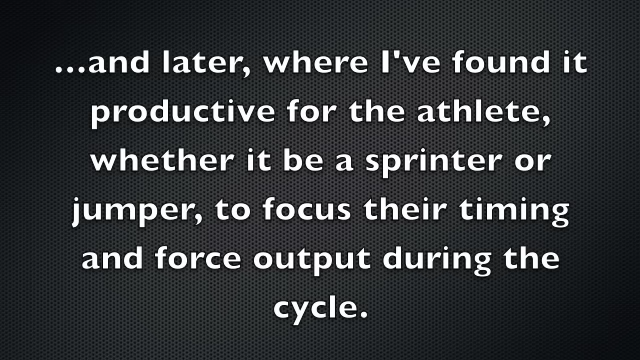 ...and later, where I've found it
productive for the athlete,
whether it be a sprinter or
jumper, to focus their timing
and force output during the
cycle.